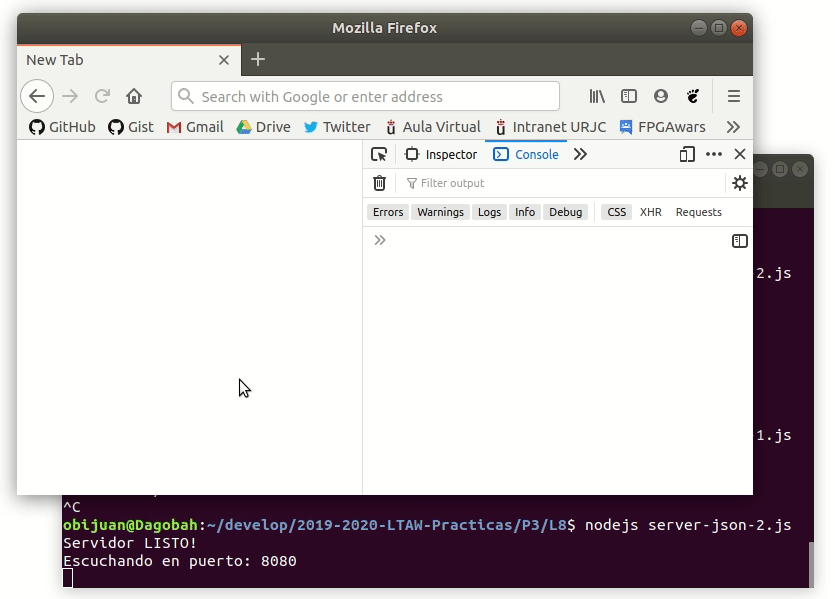 Mozilla Firefox
New Tab
Search with Google or enter address
GitHub Gist Gmail Drive Twitter Aula Virtual Intranet URJC FPGAwars
Inspector Console
Filter output
Errors Warnings Logs Info Debug CSS XHR Requests
2.js
1.js
^C
obijuan@Dagobah:~/develop/2019-2020-LTAW-Practicas/P3/L8$ nodejs server-json-2.js
Servidor LISTO!
Escuchando en puerto: 8080